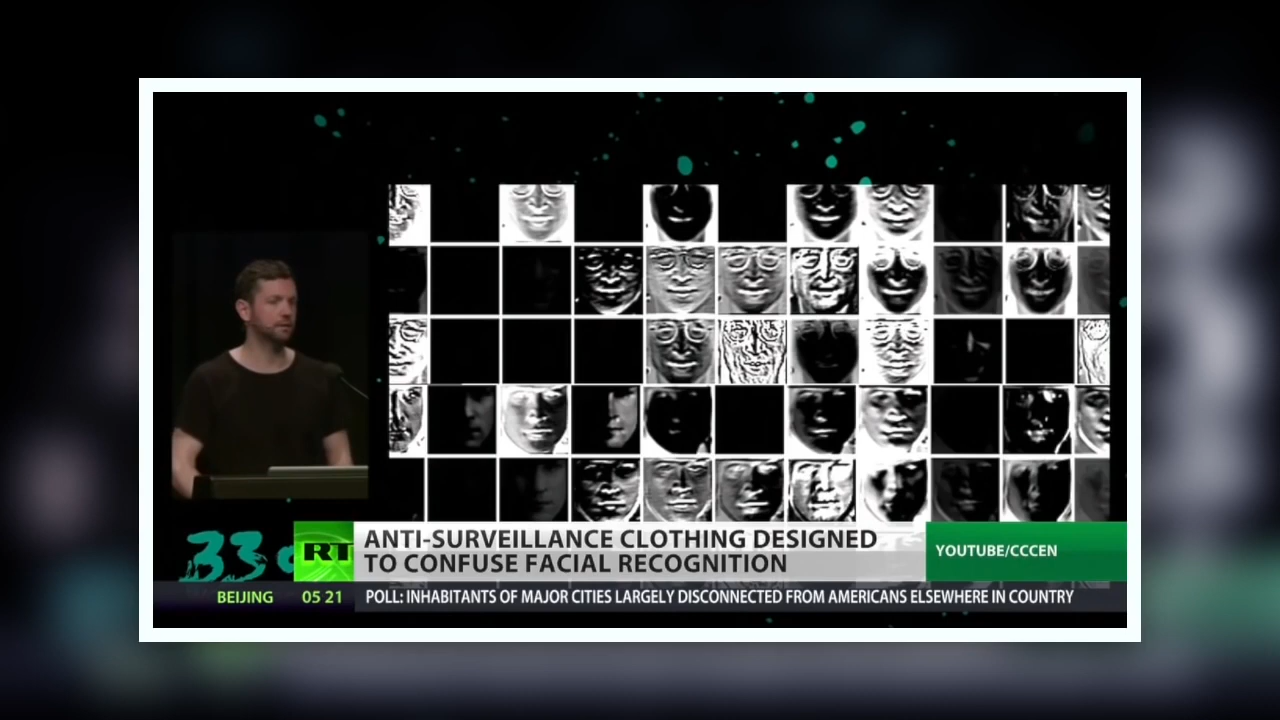 33c
RT
ANTI-SURVEILLANCE CLOTHING DESIGNED
TO CONFUSE FACIAL RECOGNITION
YOUTUBE/CCCEN
BEIJING 05 21
POLL: INHABITANTS OF MAJOR CITIES LARGELY DISCONNECTED FROM AMERICANS ELSEWHERE IN COUNTRY